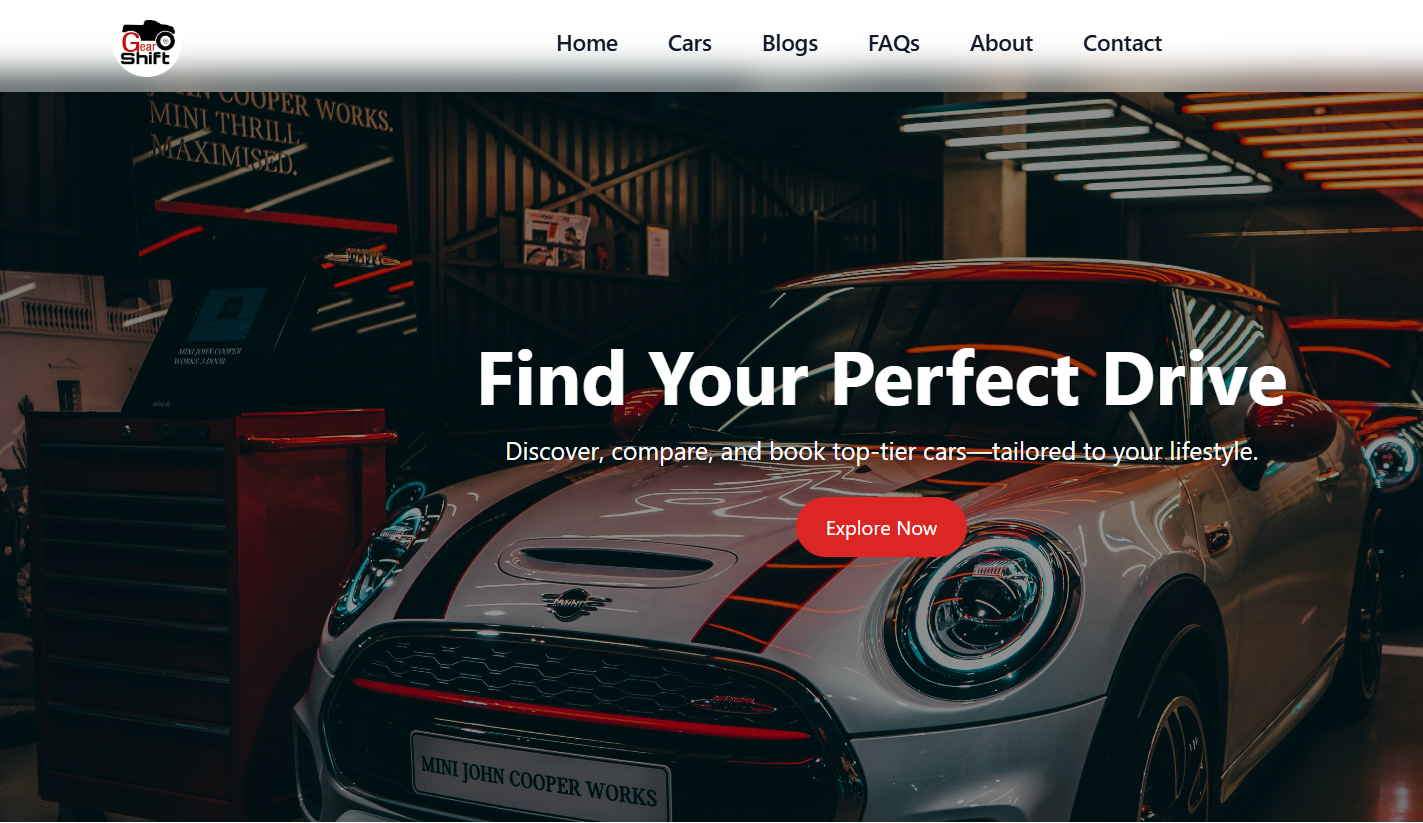 Gear
Shift
Home Cars Blogs FAQs About Contact
JOHN COOPER WORKS.
MINI THRILL.
MAXIMISED.
MINI JOHN COOPER
WORKS 3 DOOR
mini.de
Find Your Perfect Drive
Discover, compare, and book top-tier cars—tailored to your lifestyle.
Explore Now
MINI
MINI JOHN COOPER WORKS